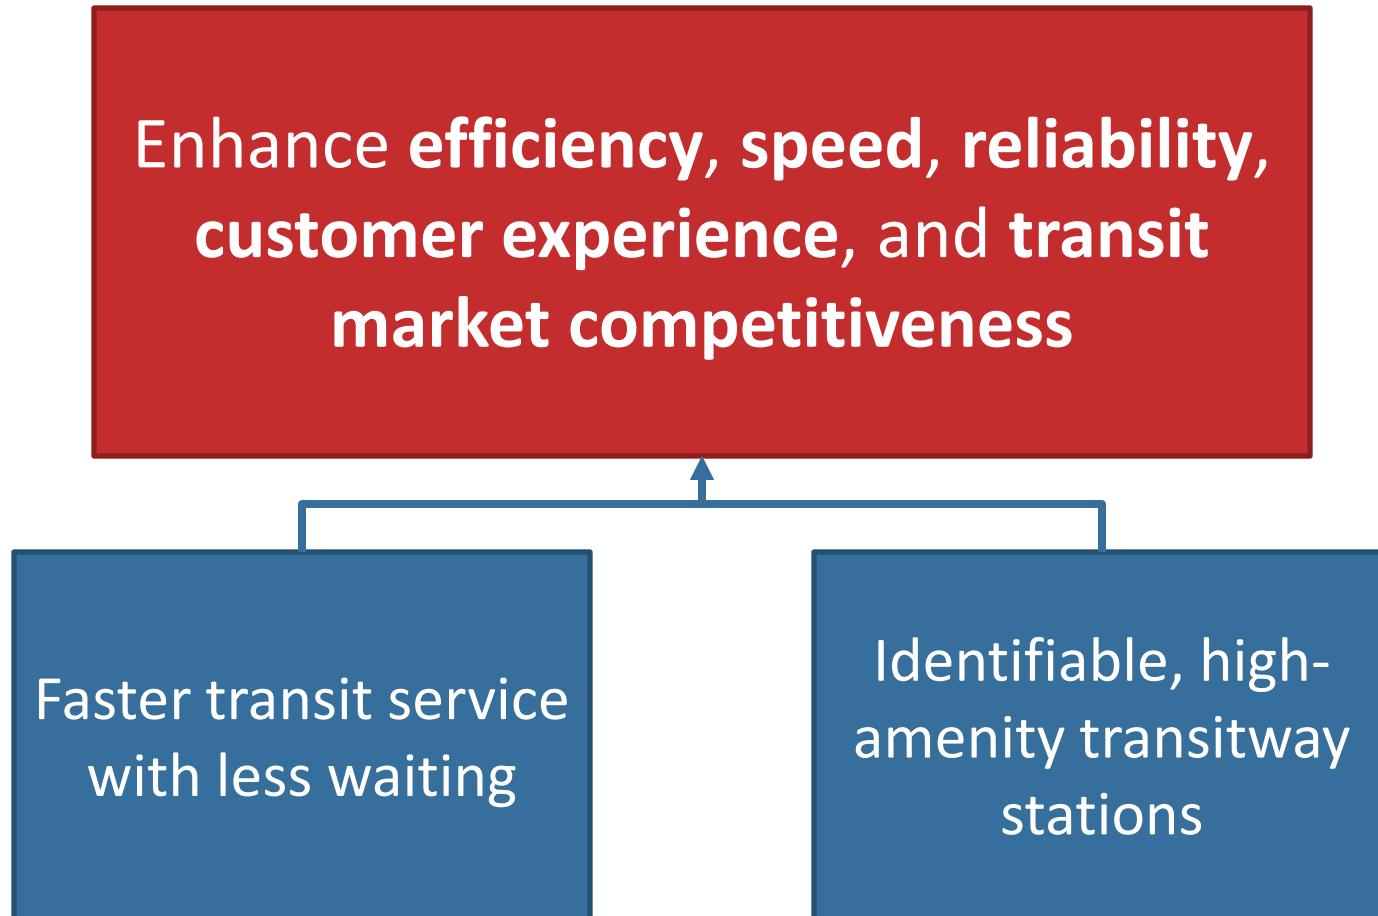 Enhance efficiency, speed, reliability,
customer experience, and transit
market competitiveness
Faster transit service
with less waiting
Identifiable, high-
amenity transitway
stations